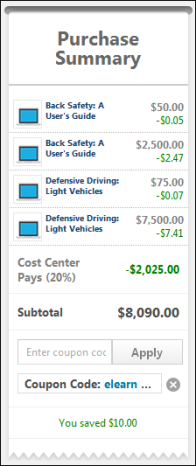 Purchase
Summary
Back Safety: A
User's Guide
$50.00
-$0.05
Back Safety: A
User's Guide
$2,500.00
-$2.47
Defensive Driving:
Light Vehicles
$75.00
-$0.07
Defensive Driving:
Light Vehicles
$7,500.00
-$7.41
Cost Center
Pays (20%)
-$2,025.00
Subtotal
$8,090.00
Enter coupon coc
Apply
Coupon Code: elearn ...
You saved $10.00